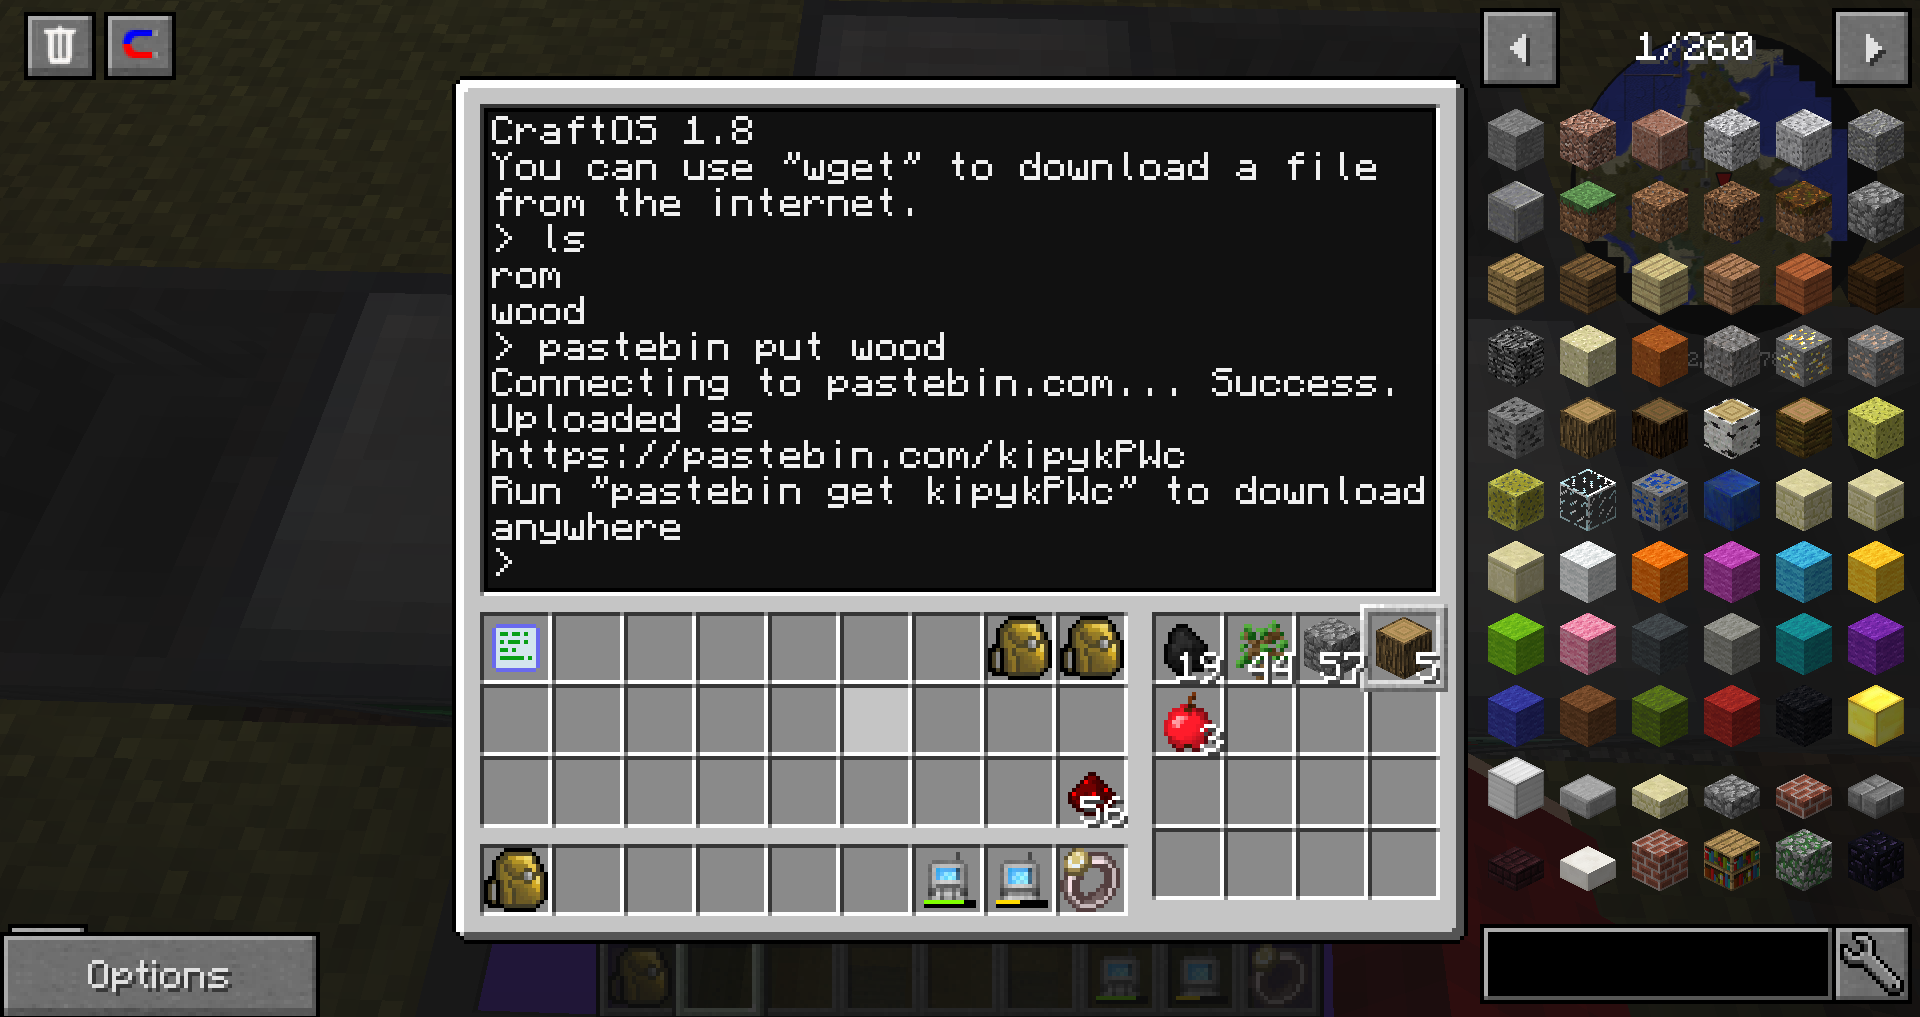 1/260
CraftOS 1.8
You can use "wget" to download a file
from the internet.
> ls
rom
wood
> pastebin put wood
Connecting to pastebin.com... Success.
Uploaded as
https://pastebin.com/kipykPWc
Run "pastebin get kipykPWc" to download
anywhere
>
19 44 57 5
3
56
Options